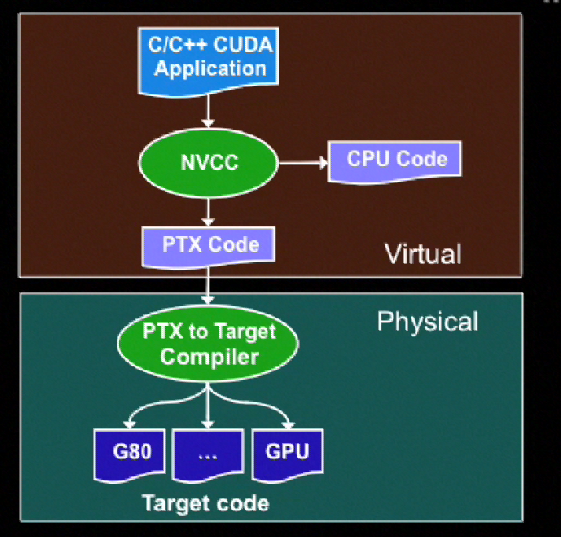 C/C++ CUDA
Application
NVCC
CPU Code
PTX Code
Virtual
Physical
PTX to Target
Compiler
G80
...
GPU
Target code